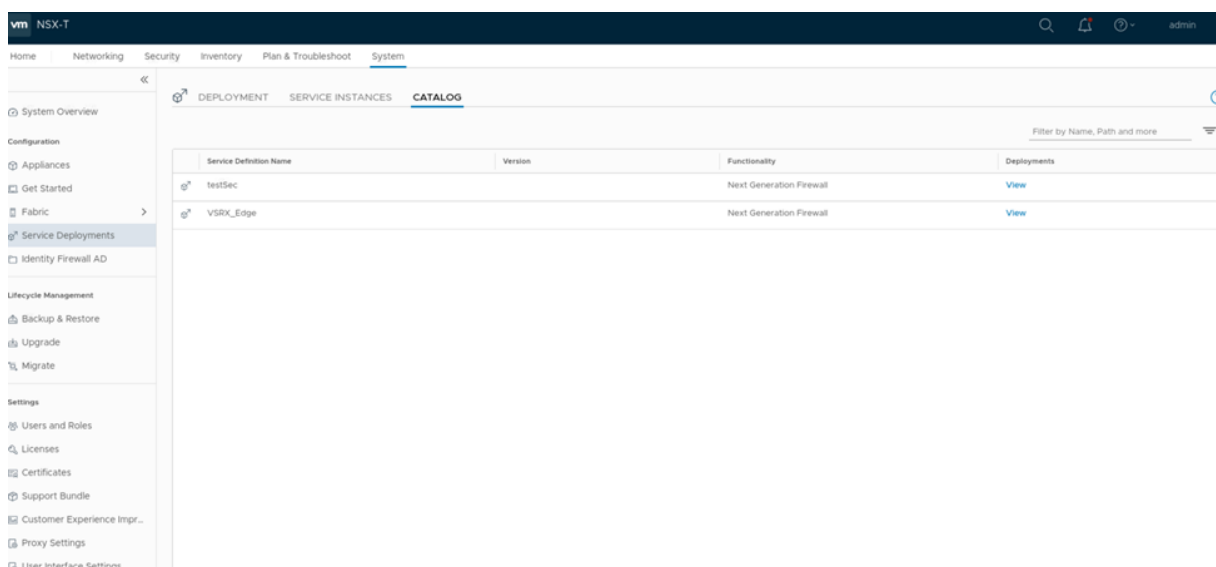 vm NSX-T admin
Home Networking Security Inventory Plan & Troubleshoot System
System Overview
Configuration
Appliances
Get Started
Fabric
Service Deployments
Identity Firewall AD
Lifecycle Management
Backup & Restore
Upgrade
Migrate
Settings
Users and Roles
Licenses
Certificates
Support Bundle
Customer Experience Impr...
Proxy Settings
User Interface Settings
DEPLOYMENT SERVICE INSTANCES CATALOG
Filter by Name, Path and more
Service Definition Name Version Functionality Deployments
testSec Next Generation Firewall View
VSRX_Edge Next Generation Firewall View